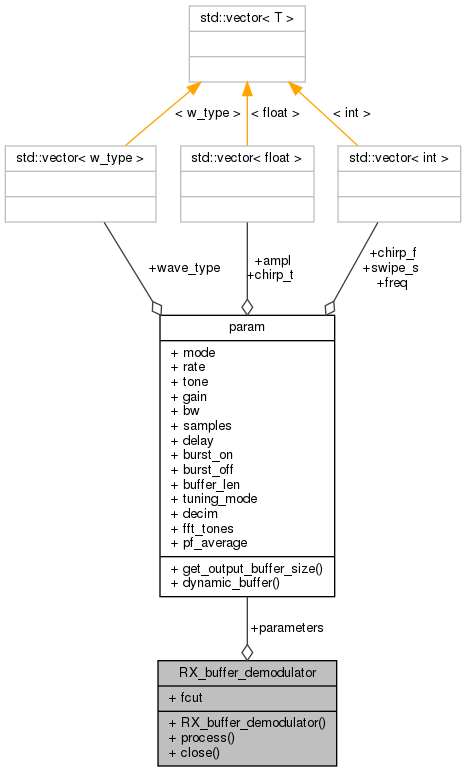 std::vector< T >
< w_type >
< float >
< int >
std::vector< w_type >
std::vector< float >
std::vector< int >
+wave_type
+ampl
+chirp_t
+chirp_f
+swipe_s
+freq
param
+ mode
+ rate
+ tone
+ gain
+ bw
+ samples
+ delay
+ burst_on
+ burst_off
+ buffer_len
+ tuning_mode
+ decim
+ fft_tones
+ pf_average
+ get_output_buffer_size()
+ dynamic_buffer()
+parameters
RX_buffer_demodulator
+ fcut
+ RX_buffer_demodulator()
+ process()
+ close()